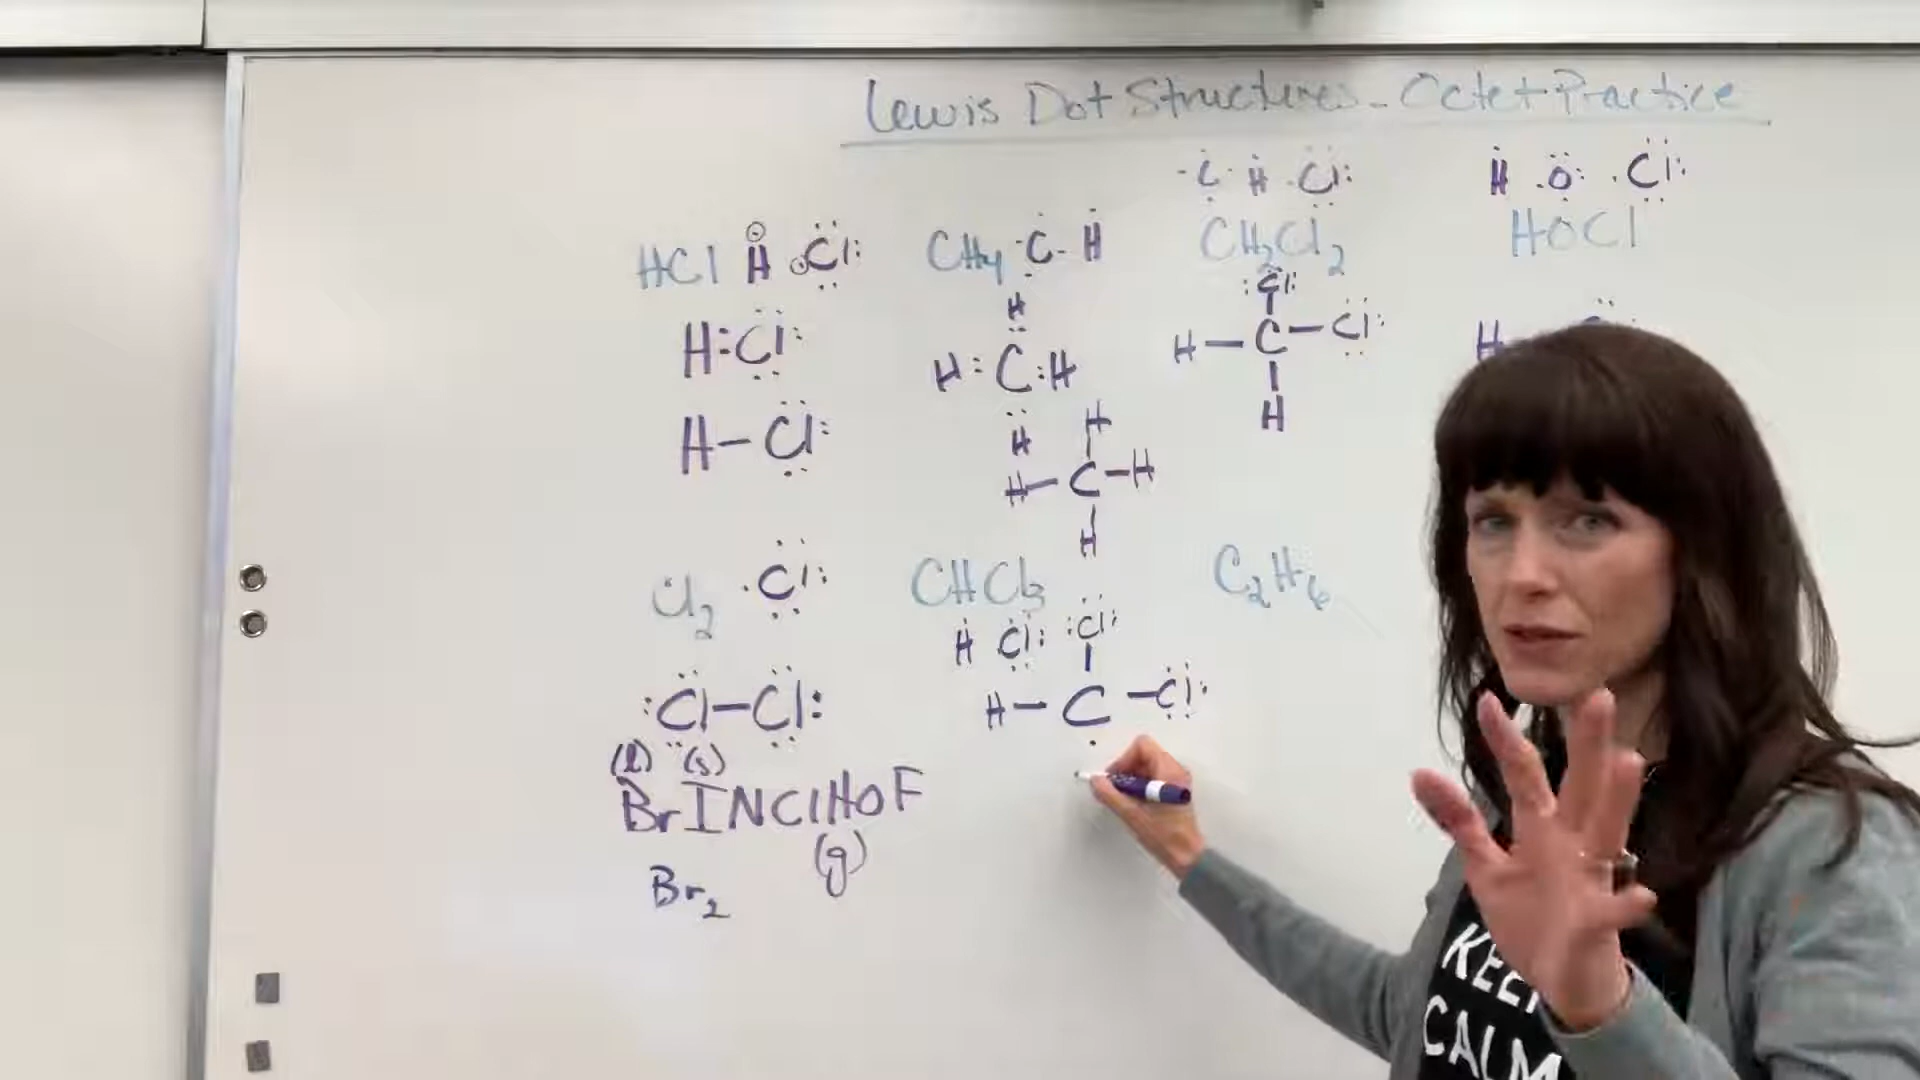 Lewis Dot Structures - Octet Practice
·C· H ·Cl:
H ·O: ·Cl:
HCl H ·Cl:
CH4 ·C· H
CH2Cl2
HOCl
H:Cl:
H
H:C:H
H
:Cl:
H—C—Cl:
H
H
H—Cl:
H
H—C—H
H
Cl2 ·Cl:
CHCl3
C2H6
H Cl: :Cl:
:Cl—Cl:
H—C—Cl:
(l) (s)
BrINClHOF
(g)
Br2
KEEP
CALM